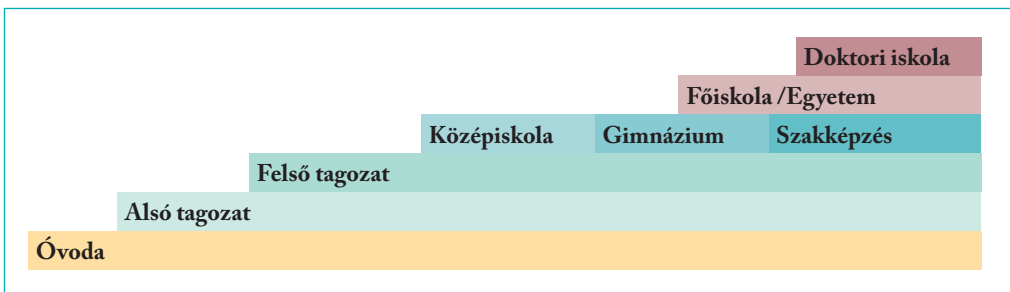 Doktori iskola
Főiskola /Egyetem
Középiskola Gimnázium Szakképzés
Felső tagozat
Alsó tagozat
Óvoda